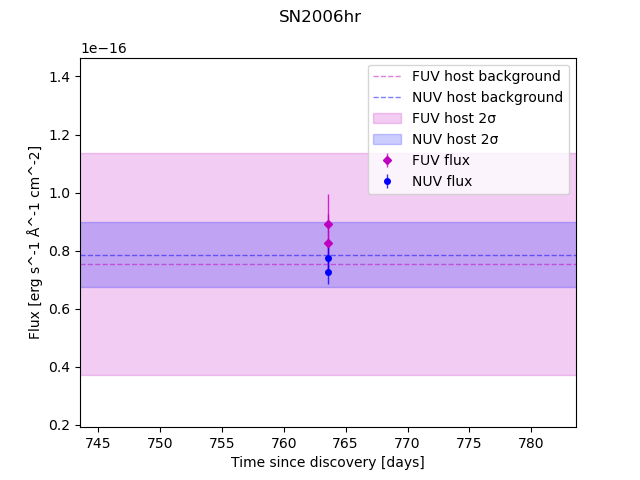 SN2006hr
1e−16
FUV host background
NUV host background
FUV host 2σ
NUV host 2σ
FUV flux
NUV flux
1.4
1.2
1.0
0.8
0.6
0.4
0.2
Flux [erg s^-1 Å^-1 cm^-2]
745 750 755 760 765 770 775 780
Time since discovery [days]